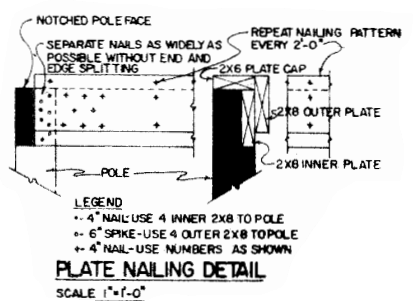 NOTCHED POLE FACE
SEPARATE NAILS AS WIDELY AS
POSSIBLE WITHOUT END AND
EDGE SPLITTING
REPEAT NAILING PATTERN
EVERY 2'-0"
2X6 PLATE CAP
2X8 OUTER PLATE
2X8 INNER PLATE
POLE
LEGEND
•- 4" NAIL-USE 4 INNER 2X8 TO POLE
∘- 6" SPIKE-USE 4 OUTER 2X8 TO POLE
+- 4" NAIL-USE NUMBERS AS SHOWN
PLATE NAILING DETAIL
SCALE 1"=1'-0"